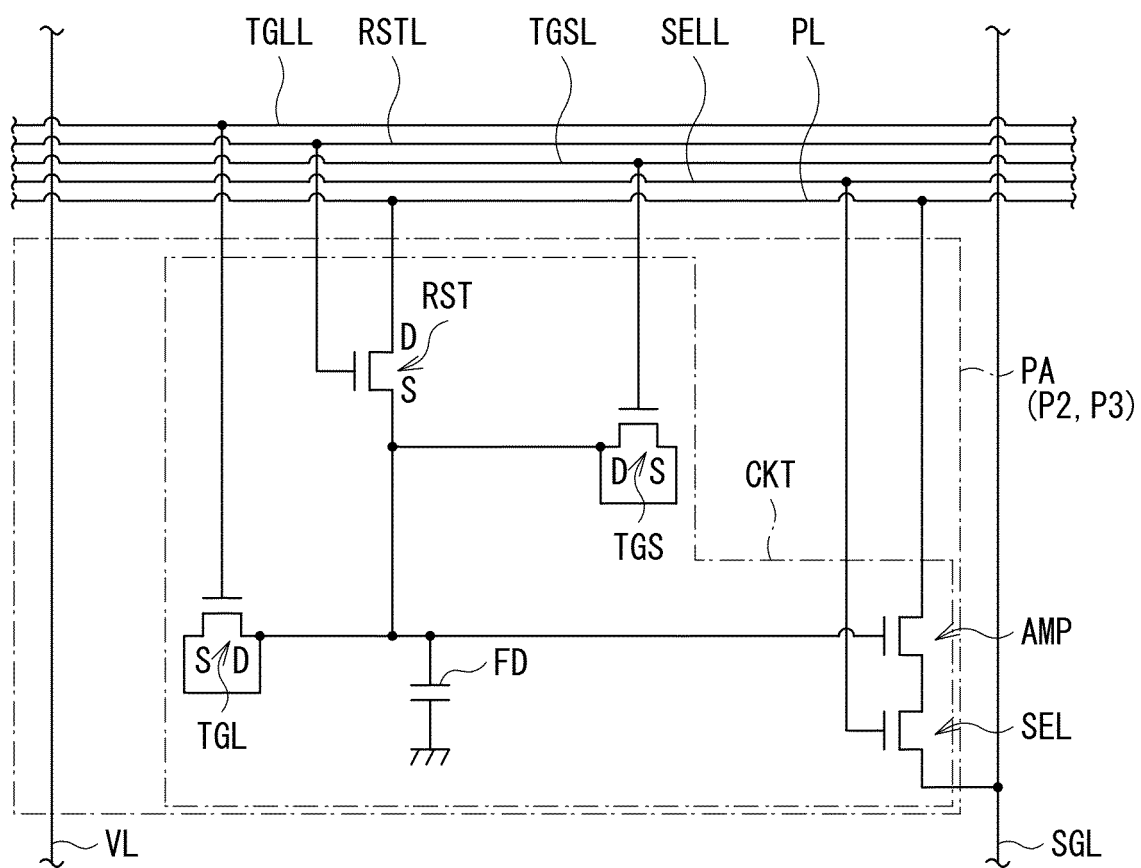 TGLL RSTL TGSL SELL PL
RST
D
S
PA
(P2, P3)
D S
CKT
TGS
AMP
S D
FD
TGL
SEL
VL
SGL